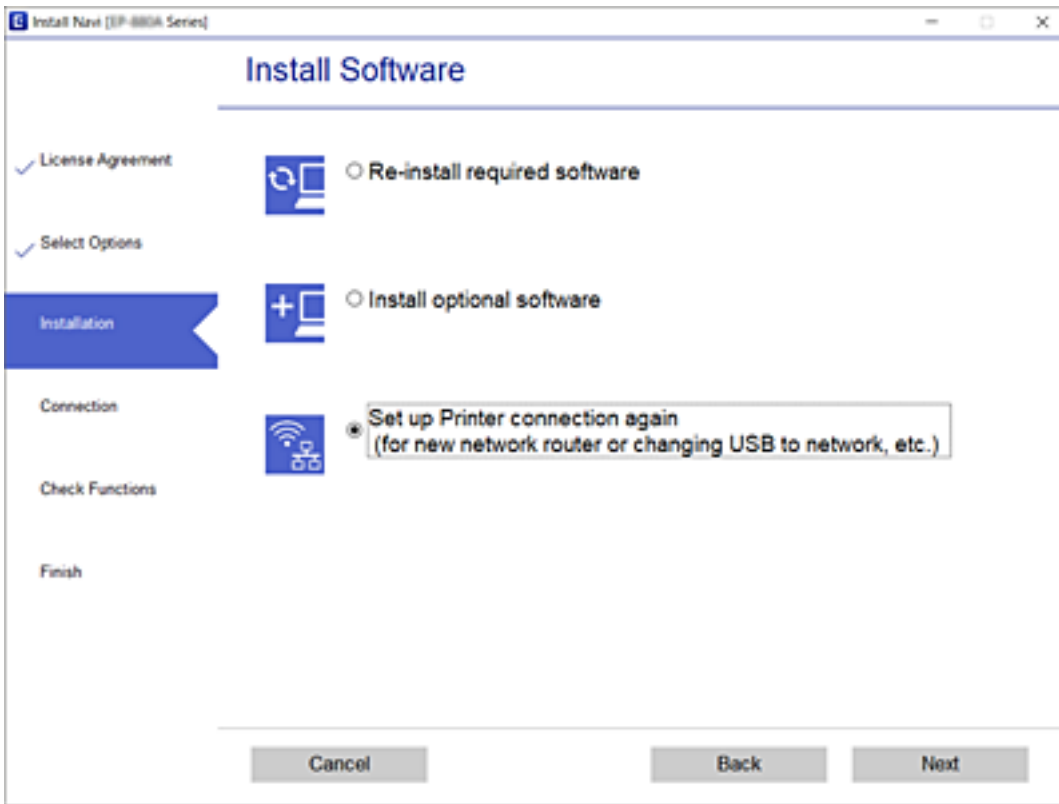 Install Navi [EP- Series]
Install Software
License Agreement
Select Options
Installation
Connection
Check Functions
Finish
Re-install required software
Install optional software
Set up Printer connection again
(for new network router or changing USB to network, etc.)
Cancel
Back
Next